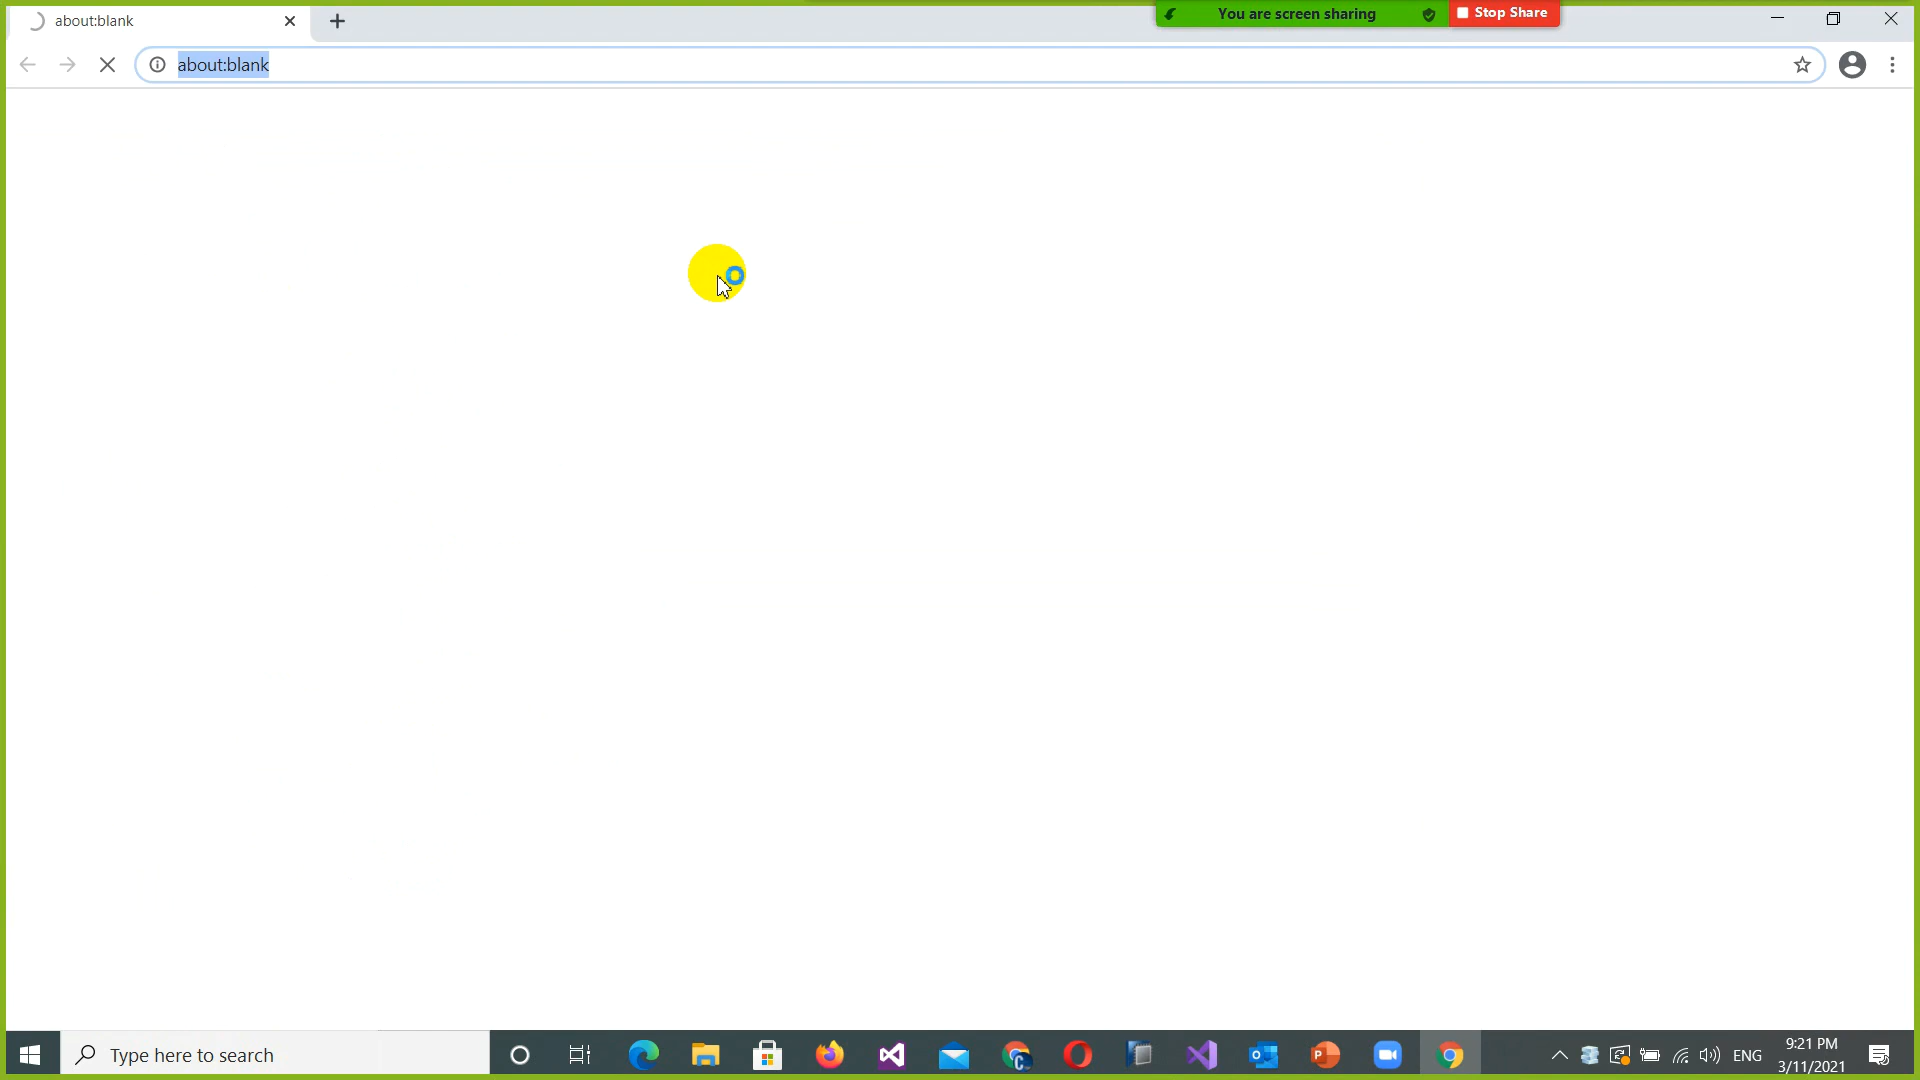 about:blank
You are screen sharing
Stop Share
about:blank
Type here to search
ENG
9:21 PM
3/11/2021